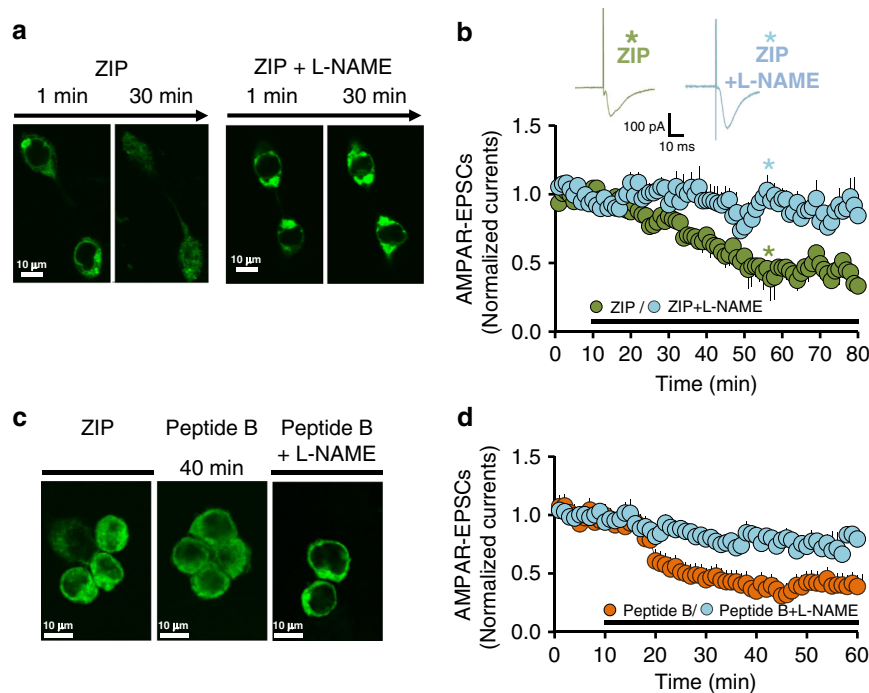 a
ZIP
ZIP + L-NAME
1 min
30 min
1 min
30 min
10 μm
10 μm
10 μm
10 μm
b
*
ZIP
*
ZIP
+L-NAME
100 pA
10 ms
AMPAR-EPSCs
(Normalized currents)
1.5
1.0
0.5
0.0
*
*
ZIP / ZIP+L-NAME
0 10 20 30 40 50 60 70 80
Time (min)
c
ZIP
Peptide B
40 min
Peptide B
+ L-NAME
10 μm
10 μm
10 μm
d
AMPAR-EPSCs
(Normalized currents)
1.5
1.0
0.5
0.0
Peptide B/ Peptide B+L-NAME
0 10 20 30 40 50 60
Time (min)